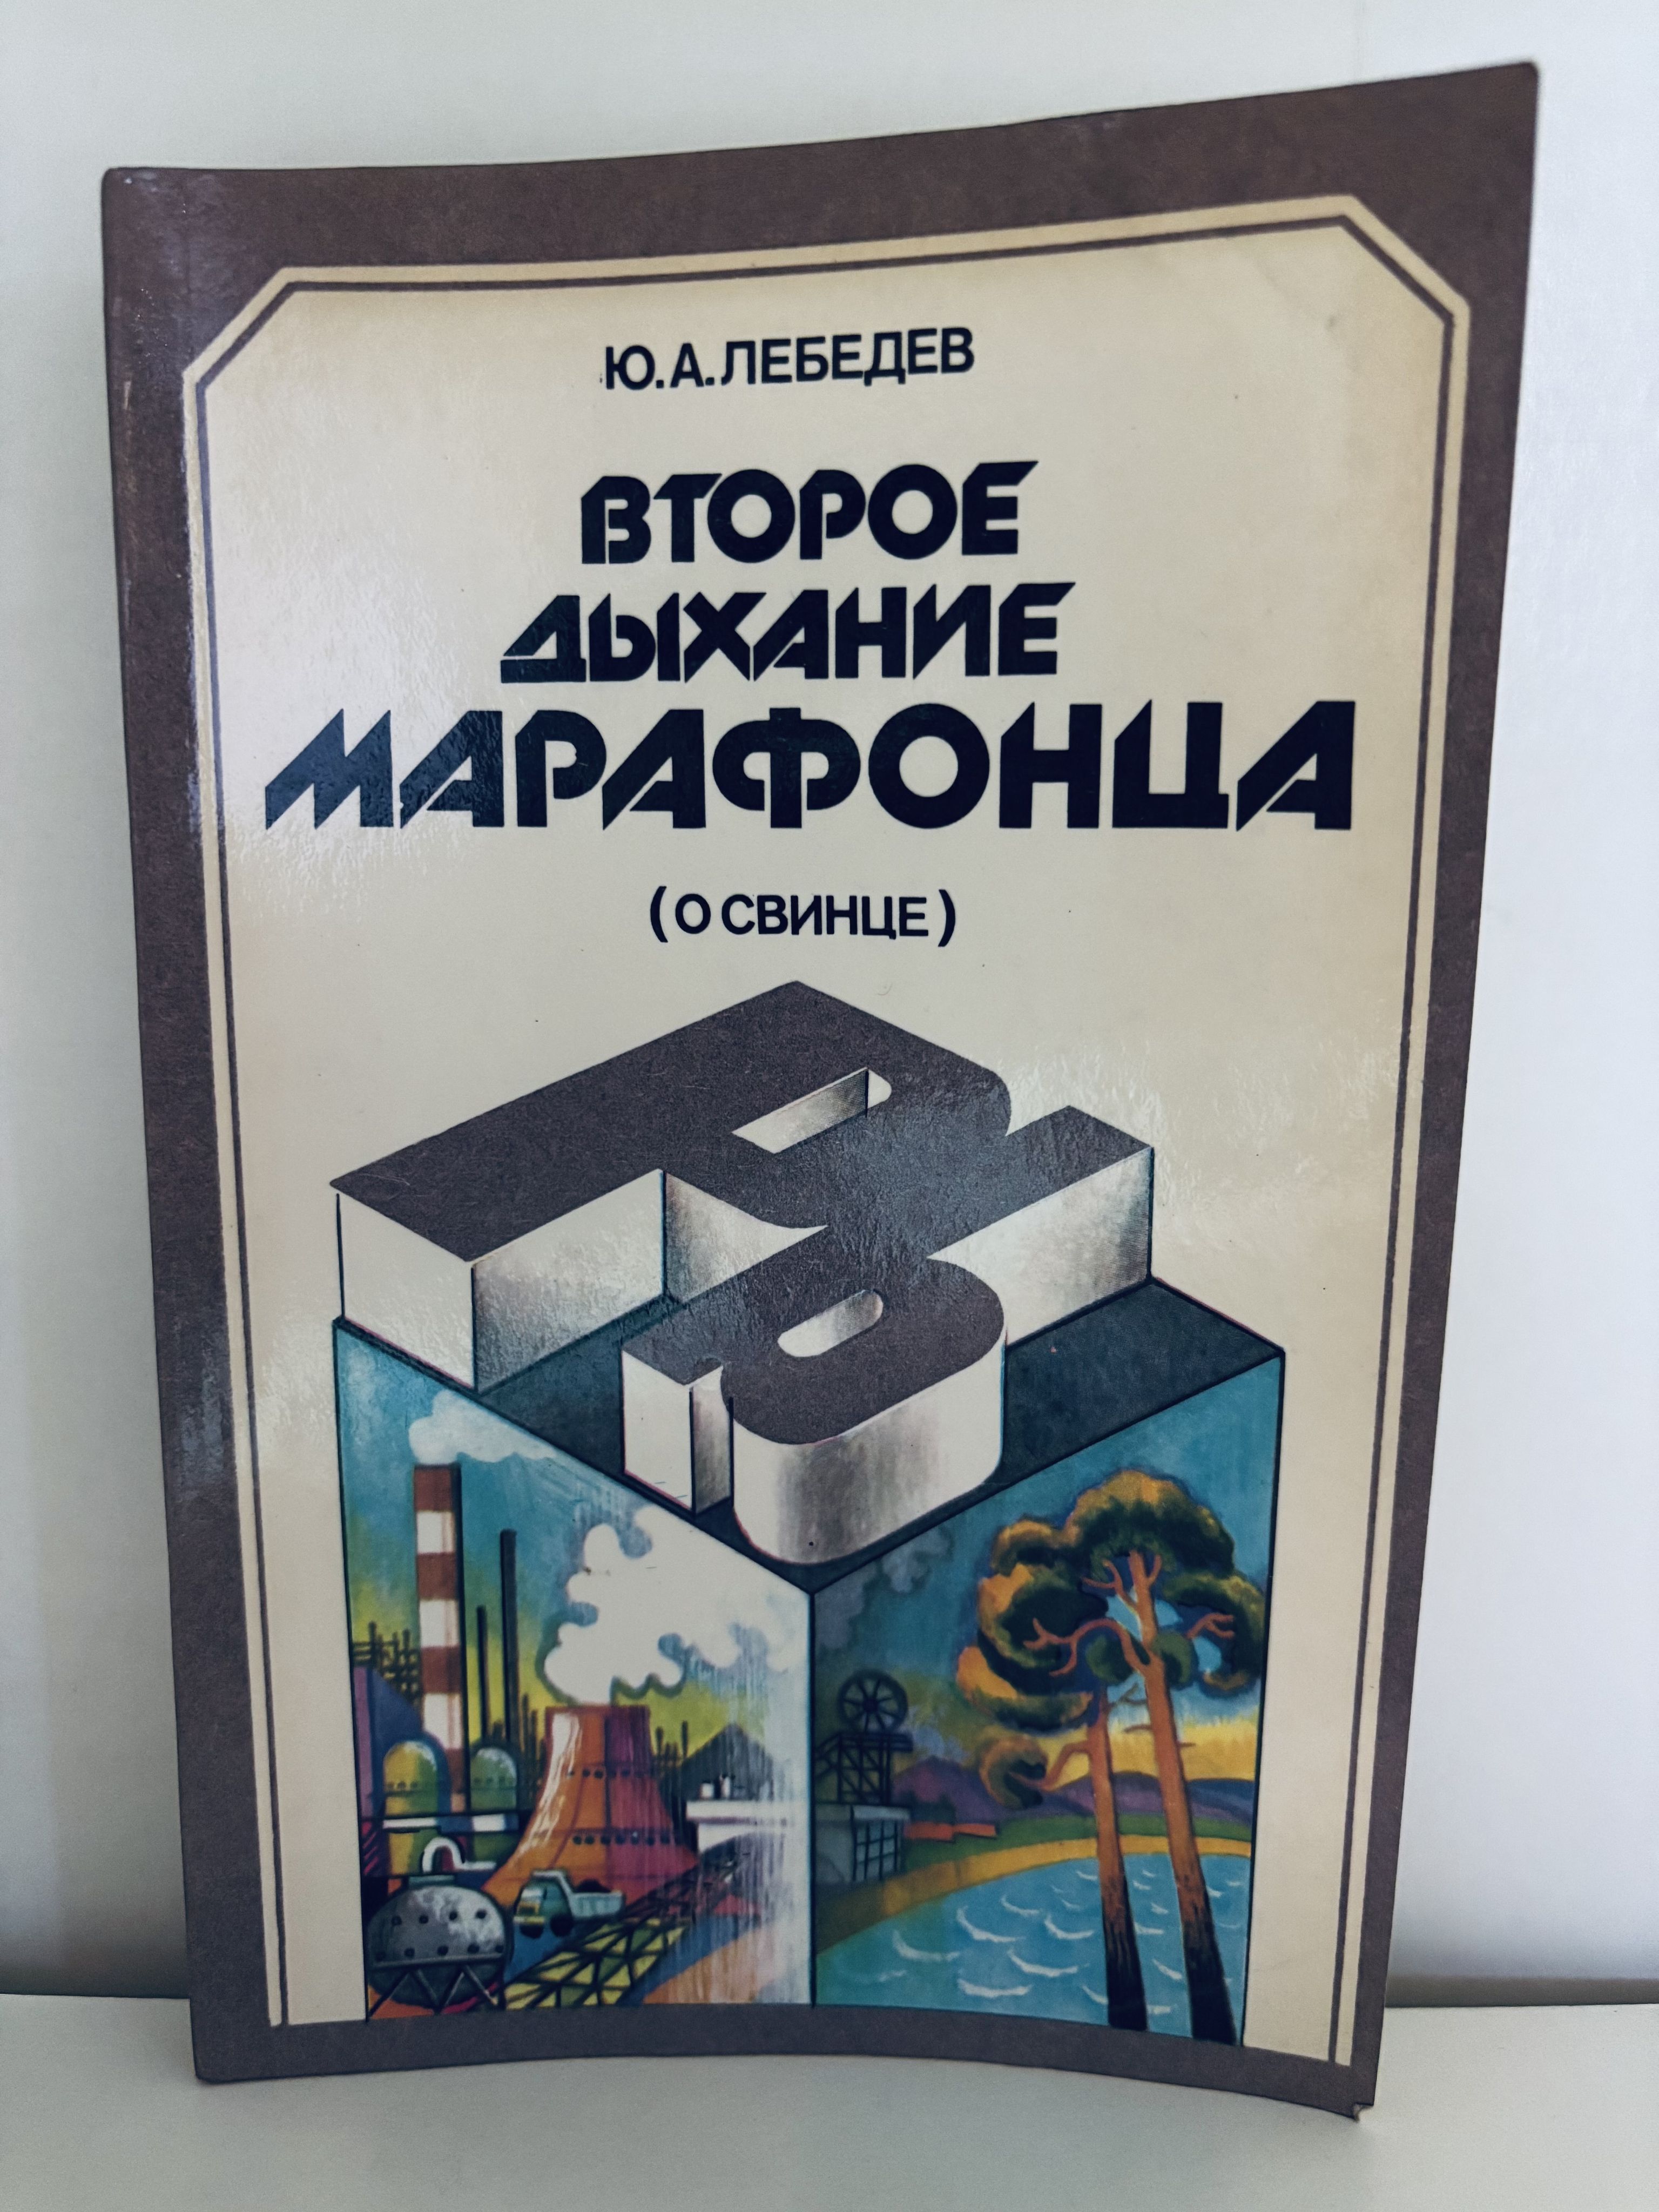 Ю.А.ЛЕБЕДЕВ
ВТОРОЕ
ДЫХАНИЕ
МАРАФОНЦА
(О СВИНЦЕ)
Pb